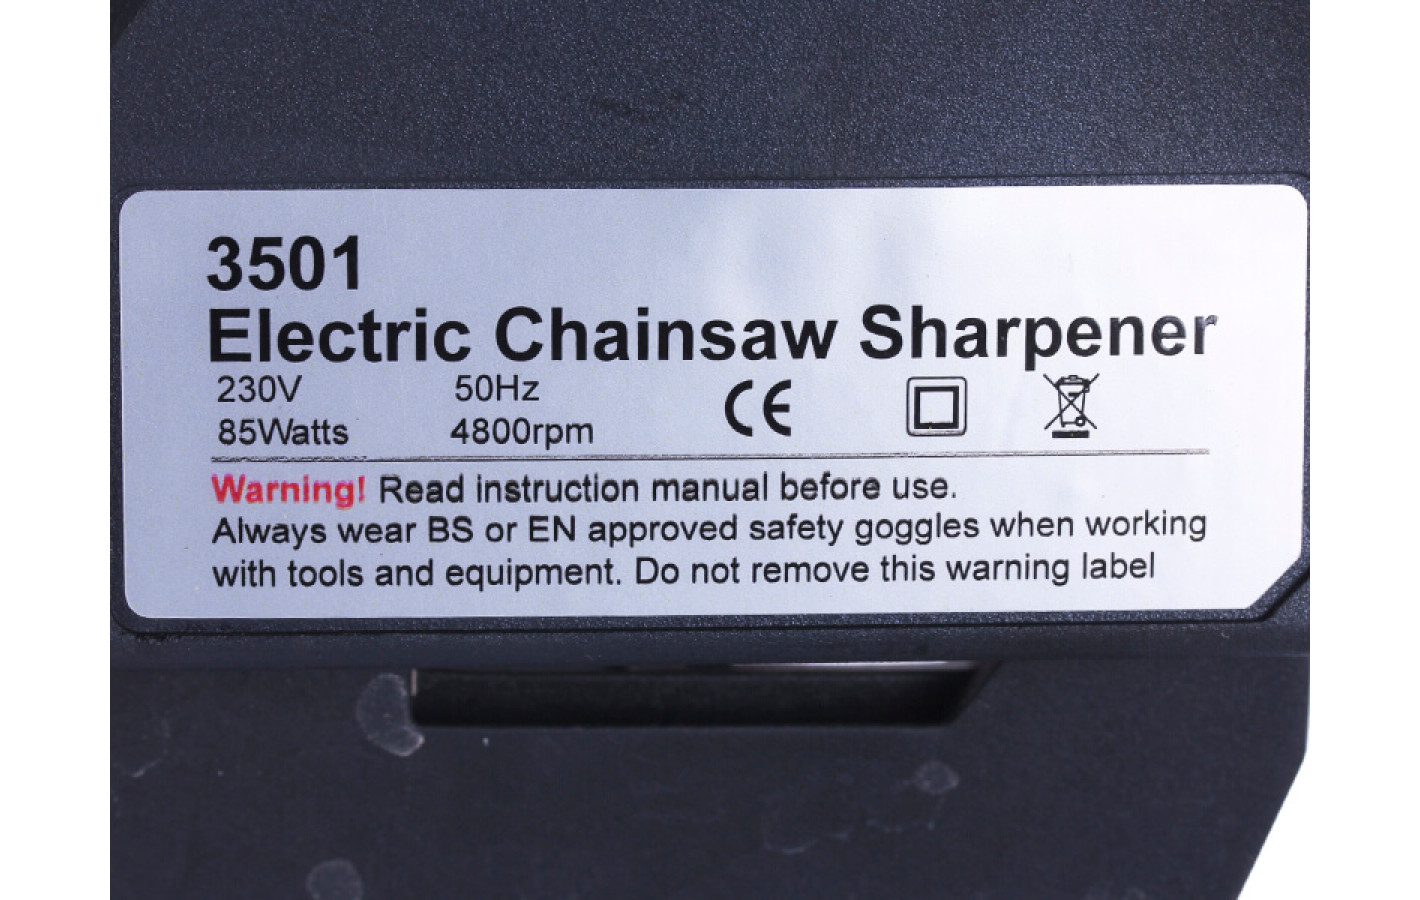 3501
Electric Chainsaw Sharpener
230V 50Hz
85Watts 4800rpm
CE
Warning! Read instruction manual before use.
Always wear BS or EN approved safety goggles when working
with tools and equipment. Do not remove this warning label